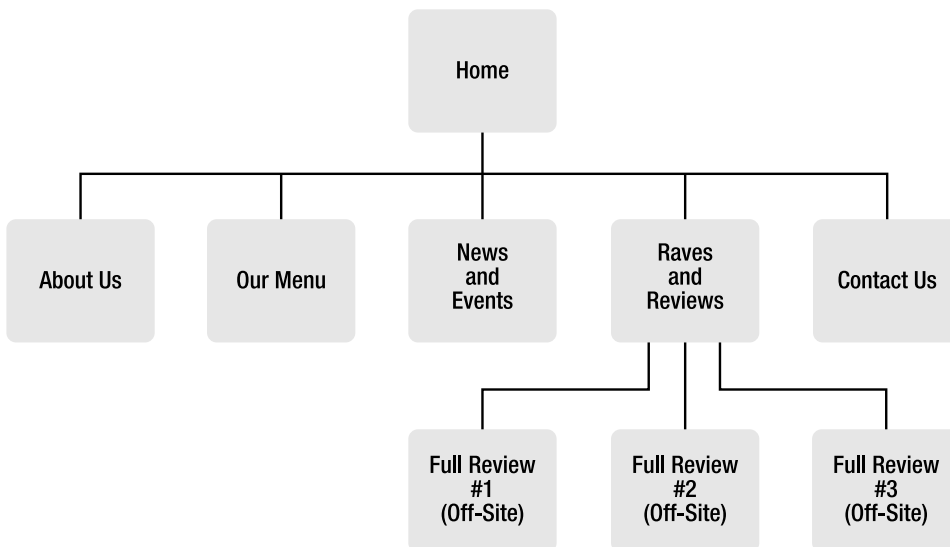 Home
About Us
Our Menu
News
and
Events
Raves
and
Reviews
Contact Us
Full Review
#1
(Off-Site)
Full Review
#2
(Off-Site)
Full Review
#3
(Off-Site)